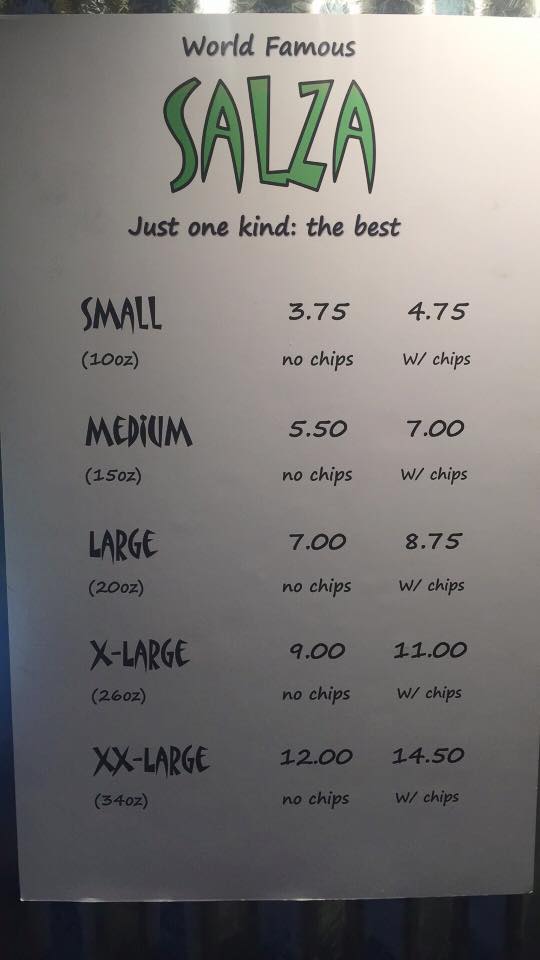 World Famous
SALZA
Just one kind: the best
SMALL 3.75 4.75
(10oz) no chips W/ chips
MEDIUM 5.50 7.00
(15oz) no chips W/ chips
LARGE 7.00 8.75
(20oz) no chips W/ chips
X-LARGE 9.00 11.00
(26oz) no chips W/ chips
XX-LARGE 12.00 14.50
(34oz) no chips W/ chips